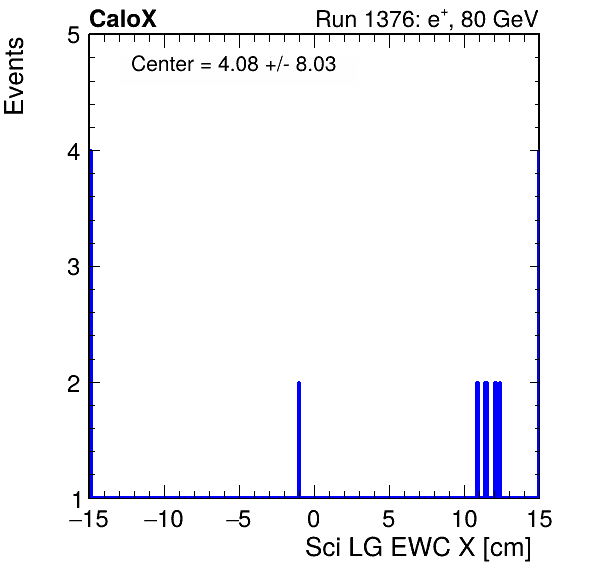 CaloX Run 1376: e⁺, 80 GeV
Center = 4.08 +/- 8.03
Events
5
4
3
2
1
−15 −10 −5 0 5 10 15
Sci LG EWC X [cm]